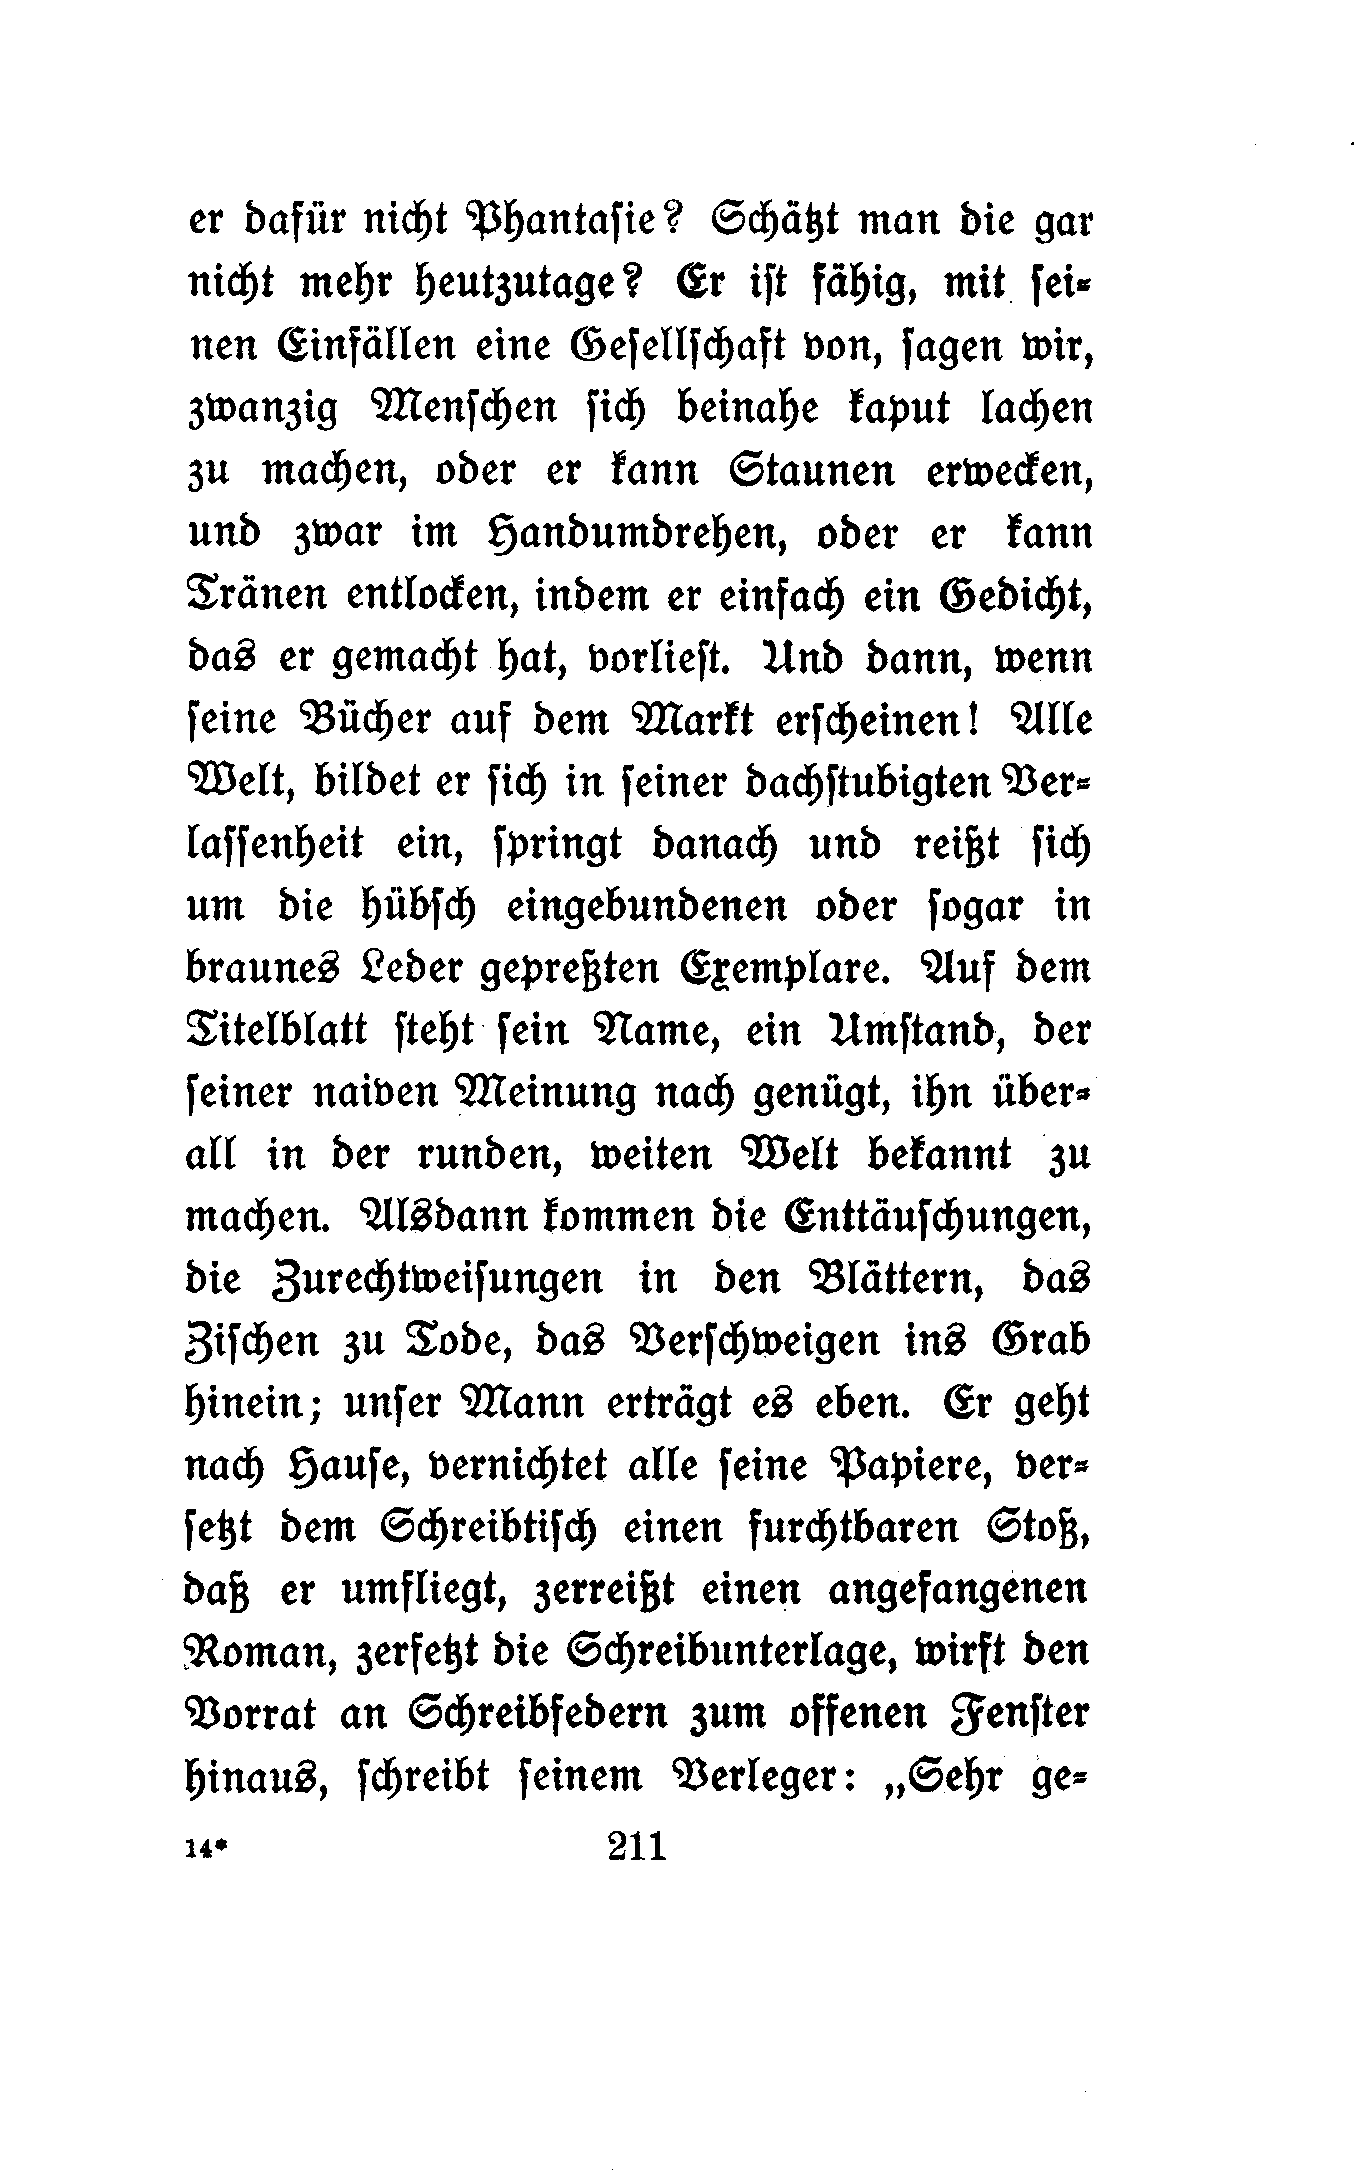 er dafür nicht Phantasie? Schätzt man die gar
nicht mehr heutzutage? Er ist fähig, mit sei-
nen Einfällen eine Gesellschaft von, sagen wir,
zwanzig Menschen sich beinahe kaput lachen
zu machen, oder er kann Staunen erwecken,
und zwar im Handumdrehen, oder er kann
Tränen entlocken, indem er einfach ein Gedicht,
das er gemacht hat, vorliest. Und dann, wenn
seine Bücher auf dem Markt erscheinen! Alle
Welt, bildet er sich in seiner dachstubigten Ver-
lassenheit ein, springt danach und reißt sich
um die hübsch eingebundenen oder sogar in
braunes Leder gepreßten Exemplare. Auf dem
Titelblatt steht sein Name, ein Umstand, der
seiner naiven Meinung nach genügt, ihn über-
all in der runden, weiten Welt bekannt zu
machen. Alsdann kommen die Enttäuschungen,
die Zurechtweisungen in den Blättern, das
Zischen zu Tode, das Verschweigen ins Grab
hinein; unser Mann erträgt es eben. Er geht
nach Hause, vernichtet alle seine Papiere, ver-
setzt dem Schreibtisch einen furchtbaren Stoß,
daß er umfliegt, zerreißt einen angefangenen
Roman, zerfetzt die Schreibunterlage, wirft den
Vorrat an Schreibfedern zum offenen Fenster
hinaus, schreibt seinem Verleger: „Sehr ge-
14* 211